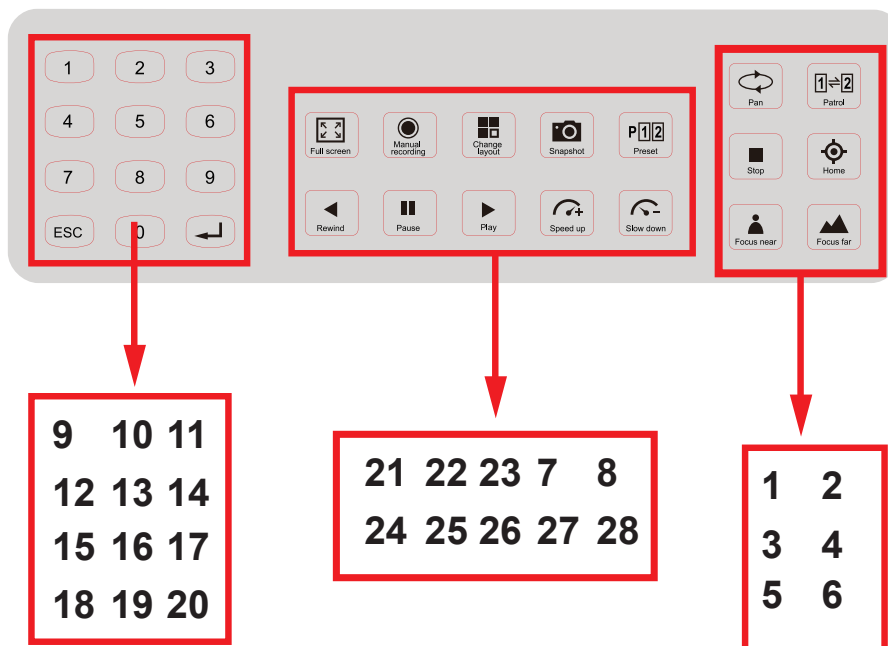 1 2 3
4 5 6
7 8 9
ESC 0
Full screen
Manual
recording
Change
layout
Snapshot
P12
Preset
Rewind
Pause
Play
Speed up
Slow down
Pan
1⇌2
Patrol
Stop
Home
Focus near
Focus far
9 10 11
12 13 14
15 16 17
18 19 20
21 22 23 7 8
24 25 26 27 28
1 2
3 4
5 6